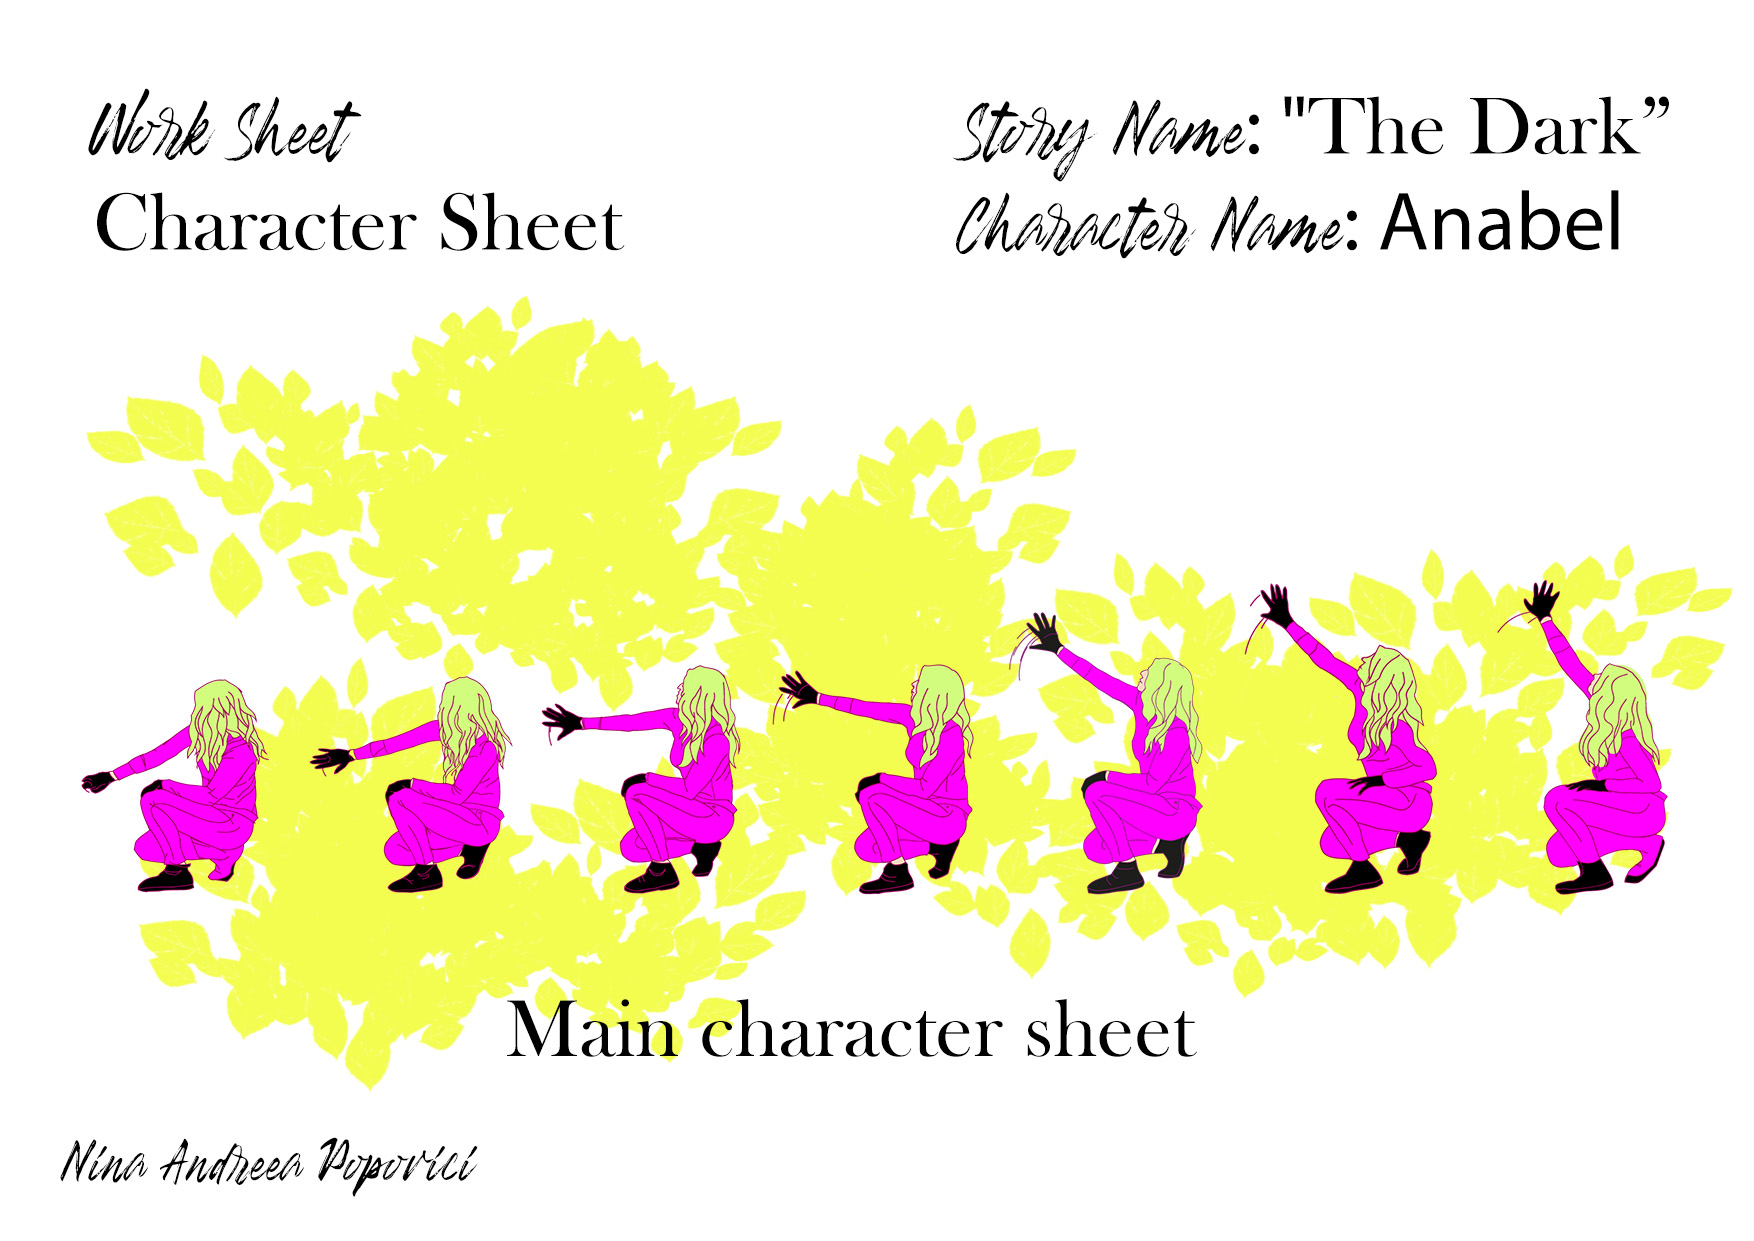 Work Sheet
Character Sheet
Story Name: "The Dark”
Character Name: Anabel
Main character sheet
Nina Andreea Popovici